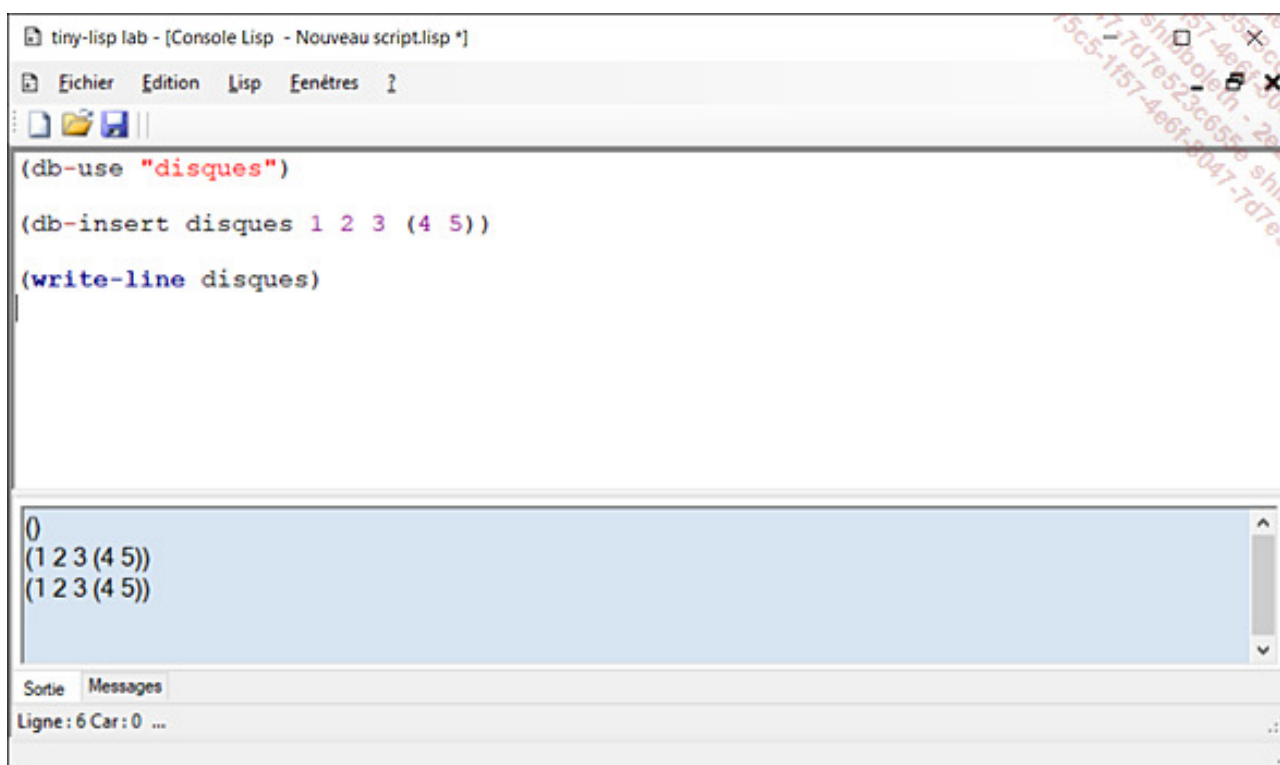 tiny-lisp lab - [Console Lisp - Nouveau script.lisp *]
Fichier Edition Lisp Fenêtres ?
(db-use "disques")
(db-insert disques 1 2 3 (4 5))
(write-line disques)
()
(1 2 3 (4 5))
(1 2 3 (4 5))
Sortie Messages
Ligne : 6 Car : 0 ...